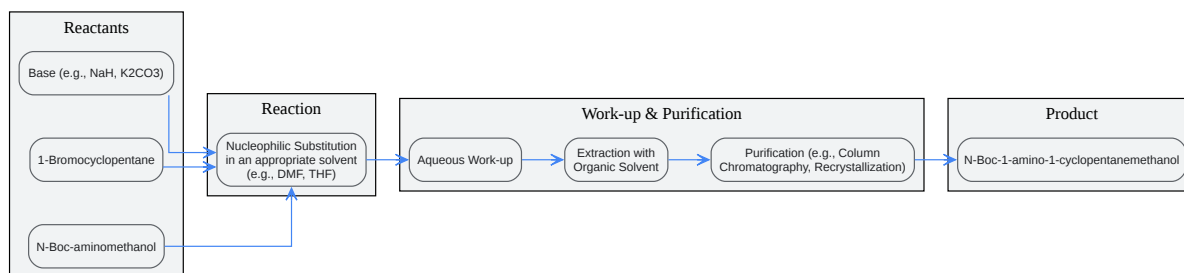 Reactants
Base (e.g., NaH, K2CO3)
1-Bromocyclopentane
N-Boc-aminomethanol
Reaction
Nucleophilic Substitution
in an appropriate solvent
(e.g., DMF, THF)
Work-up & Purification
Aqueous Work-up
Extraction with
Organic Solvent
Purification (e.g., Column
Chromatography, Recrystallization)
Product
N-Boc-1-amino-1-cyclopentanemethanol